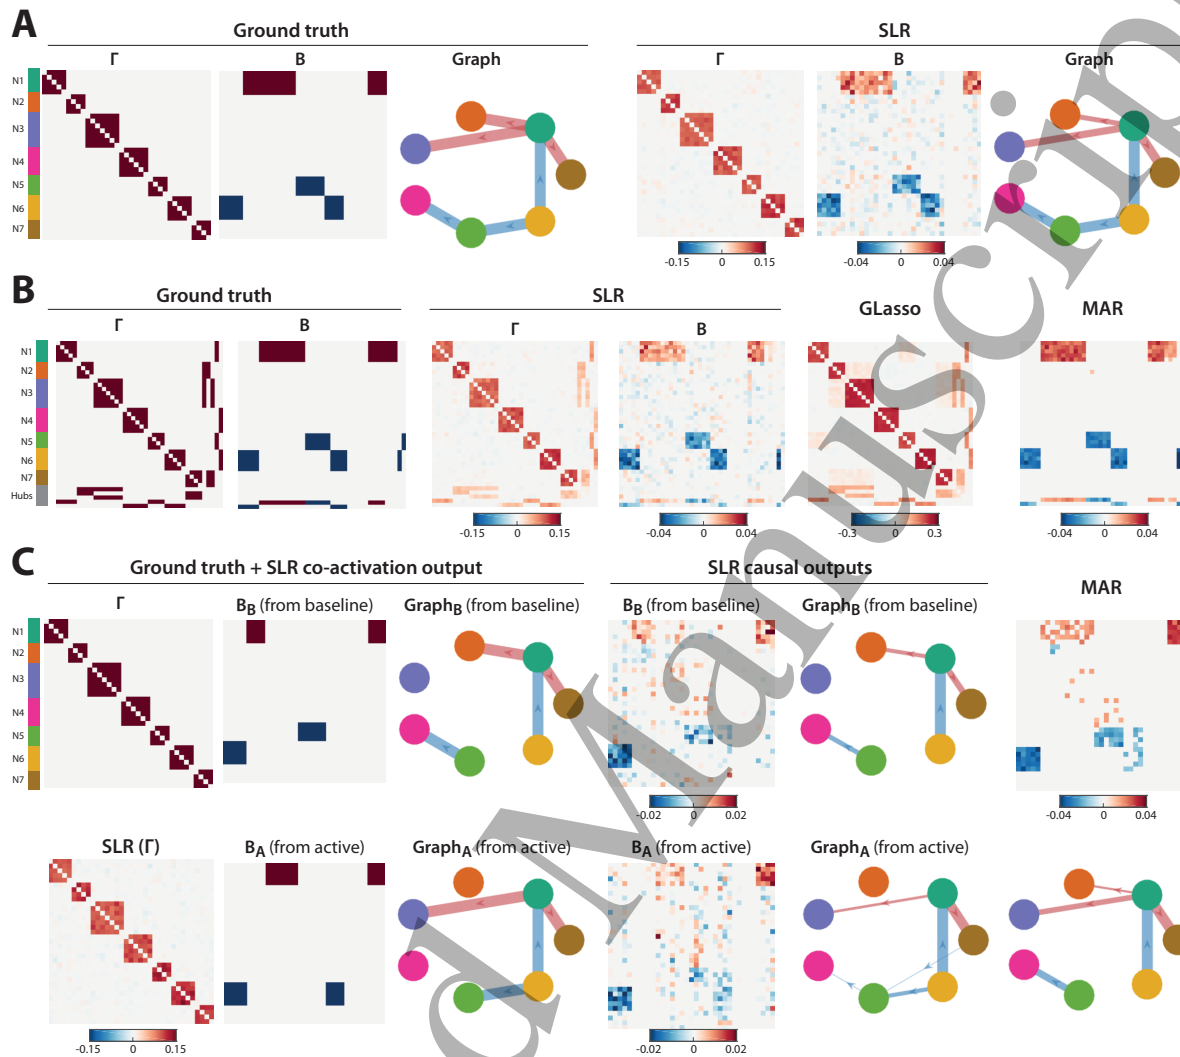 A
Ground truth
SLR
Γ
B
Graph
Γ
B
Graph
N1
N2
N3
N4
N5
N6
N7
-0.15 0 0.15
-0.04 0 0.04
B
Ground truth
SLR
GLasso
MAR
Γ
B
Γ
B
N1
N2
N3
N4
N5
N6
N7
Hubs
-0.15 0 0.15
-0.04 0 0.04
-0.3 0 0.3
-0.04 0 0.04
C
Ground truth + SLR co-activation output
SLR causal outputs
MAR
Γ
BB (from baseline)
GraphB (from baseline)
BB (from baseline)
GraphB (from baseline)
N1
N2
N3
N4
N5
N6
N7
-0.02 0 0.02
-0.04 0 0.04
SLR (Γ)
BA (from active)
GraphA (from active)
BA (from active)
GraphA (from active)
-0.15 0 0.15
-0.02 0 0.02
d Manuscrip